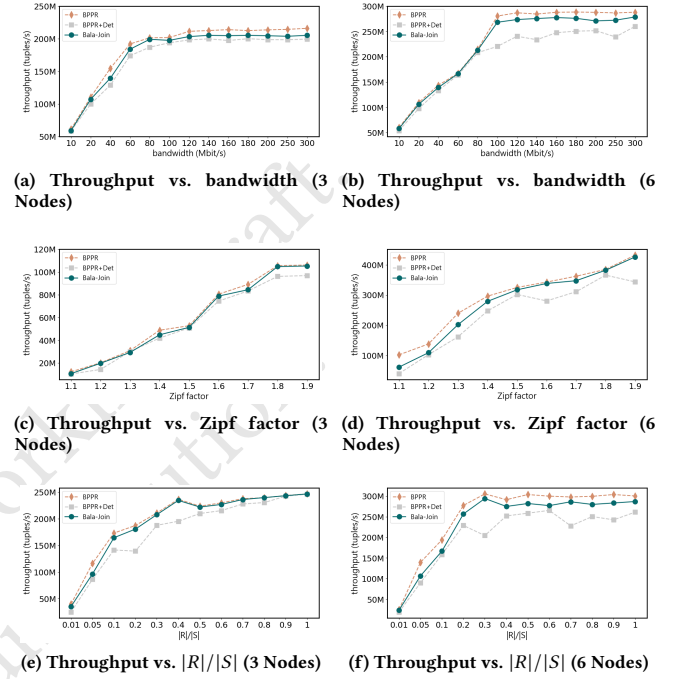 250M
200M
150M
100M
50M
throughput (tuples/s)
BPPR
BPPR+Det
Bala-Join
10 20 40 60 80 100 120 140 160 180 200 250 300
bandwidth (Mbit/s)
300M
250M
200M
150M
100M
50M
throughput (tuples/s)
BPPR
BPPR+Det
Bala-Join
10 20 40 60 80 100 120 140 160 180 200 250 300
bandwidth (Mbit/s)
(a) Throughput vs. bandwidth (3
Nodes)
(b) Throughput vs. bandwidth (6
Nodes)
120M
100M
80M
60M
40M
20M
throughput (tuples/s)
BPPR
BPPR+Det
Bala-Join
1.1 1.2 1.3 1.4 1.5 1.6 1.7 1.8 1.9
Zipf factor
400M
300M
200M
100M
throughput (tuples/s)
BPPR
BPPR+Det
Bala-Join
1.1 1.2 1.3 1.4 1.5 1.6 1.7 1.8 1.9
Zipf factor
(c) Throughput vs. Zipf factor (3
Nodes)
(d) Throughput vs. Zipf factor (6
Nodes)
250M
200M
150M
100M
50M
throughput (tuples/s)
BPPR
BPPR+Det
Bala-Join
0.01 0.05 0.1 0.2 0.3 0.4 0.5 0.6 0.7 0.8 0.9 1
|R|/|S|
300M
250M
200M
150M
100M
50M
throughput (tuples/s)
BPPR
BPPR+Det
Bala-Join
0.01 0.05 0.1 0.2 0.3 0.4 0.5 0.6 0.7 0.8 0.9 1
|R|/|S|
(e) Throughput vs. |R|/|S| (3 Nodes)
(f) Throughput vs. |R|/|S| (6 Nodes)